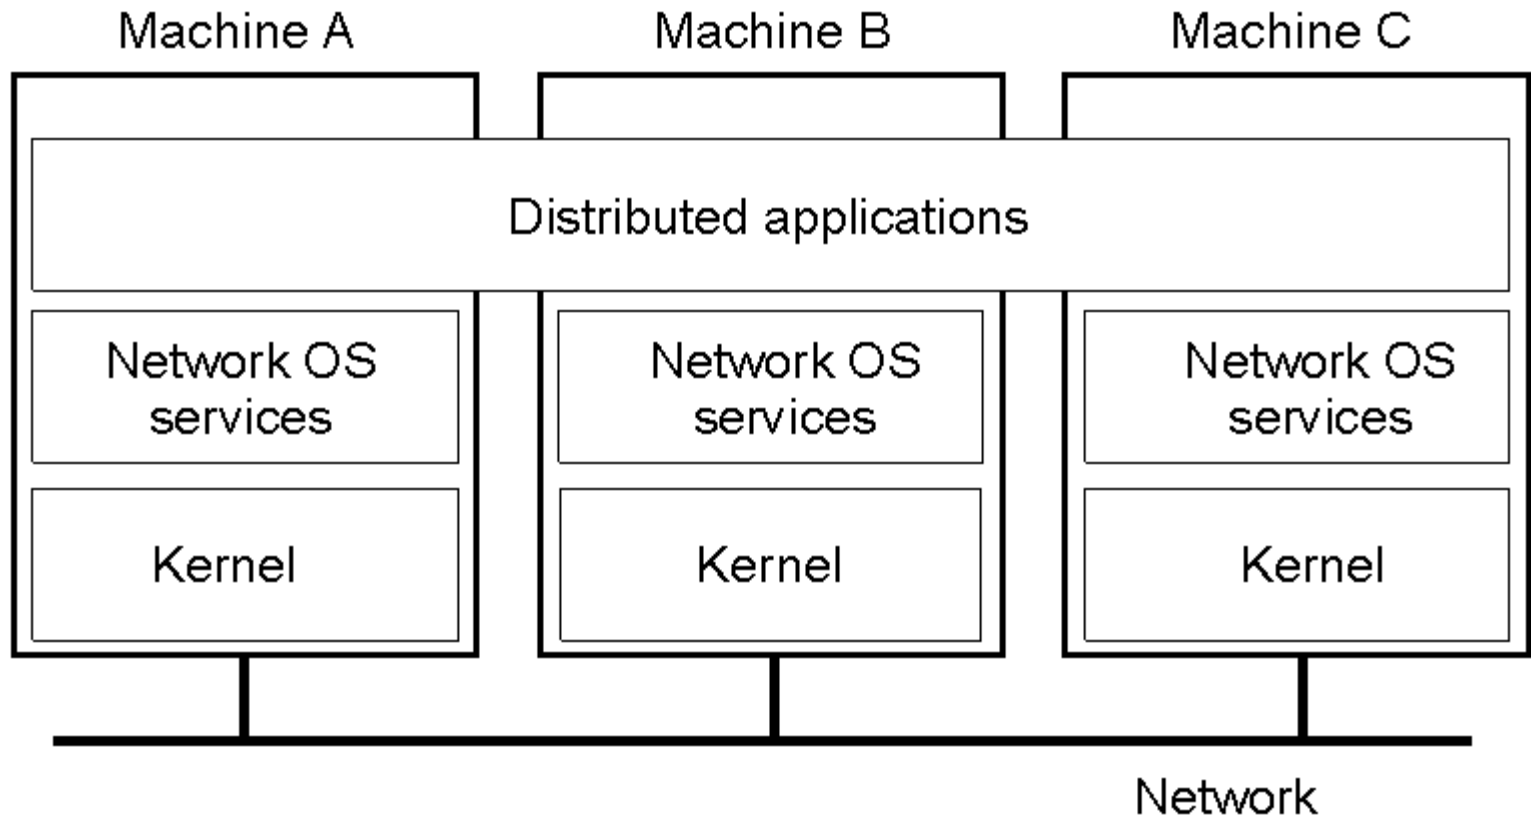 Machine A
Machine B
Machine C
Distributed applications
Network OS
services
Network OS
services
Network OS
services
Kernel
Kernel
Kernel
Network